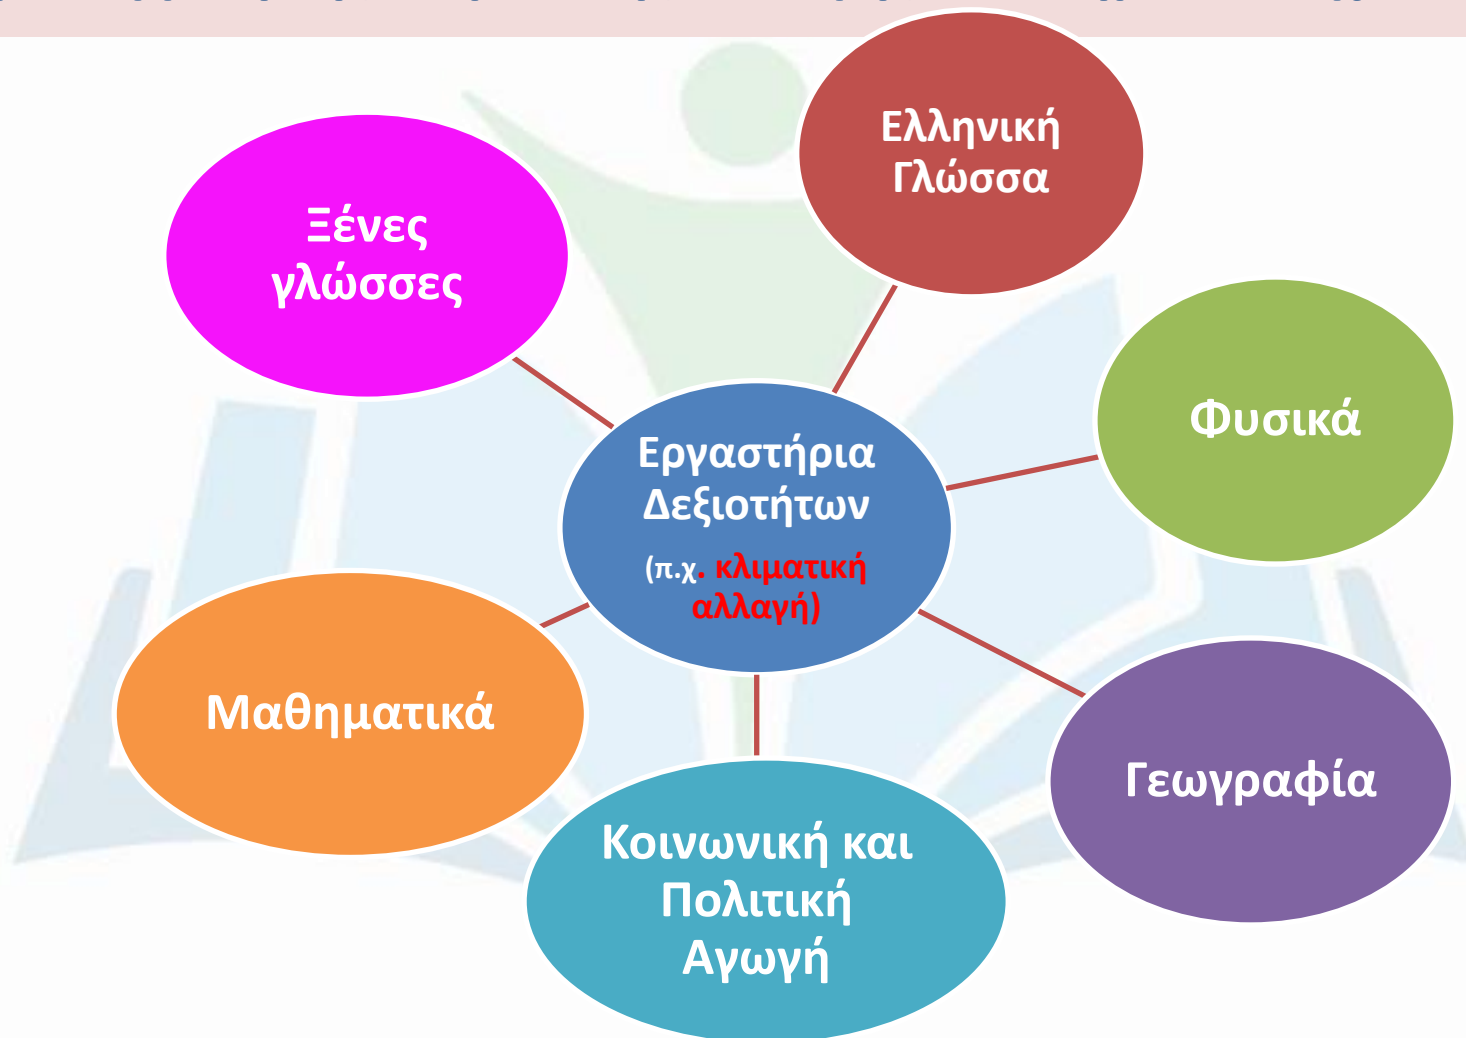 Ελληνική
Γλώσσα
Ξένες
γλώσσες
Φυσικά
Εργαστήρια
Δεξιοτήτων
(π.χ. κλιματική
αλλαγή)
Μαθηματικά
Γεωγραφία
Κοινωνική και
Πολιτική
Αγωγή